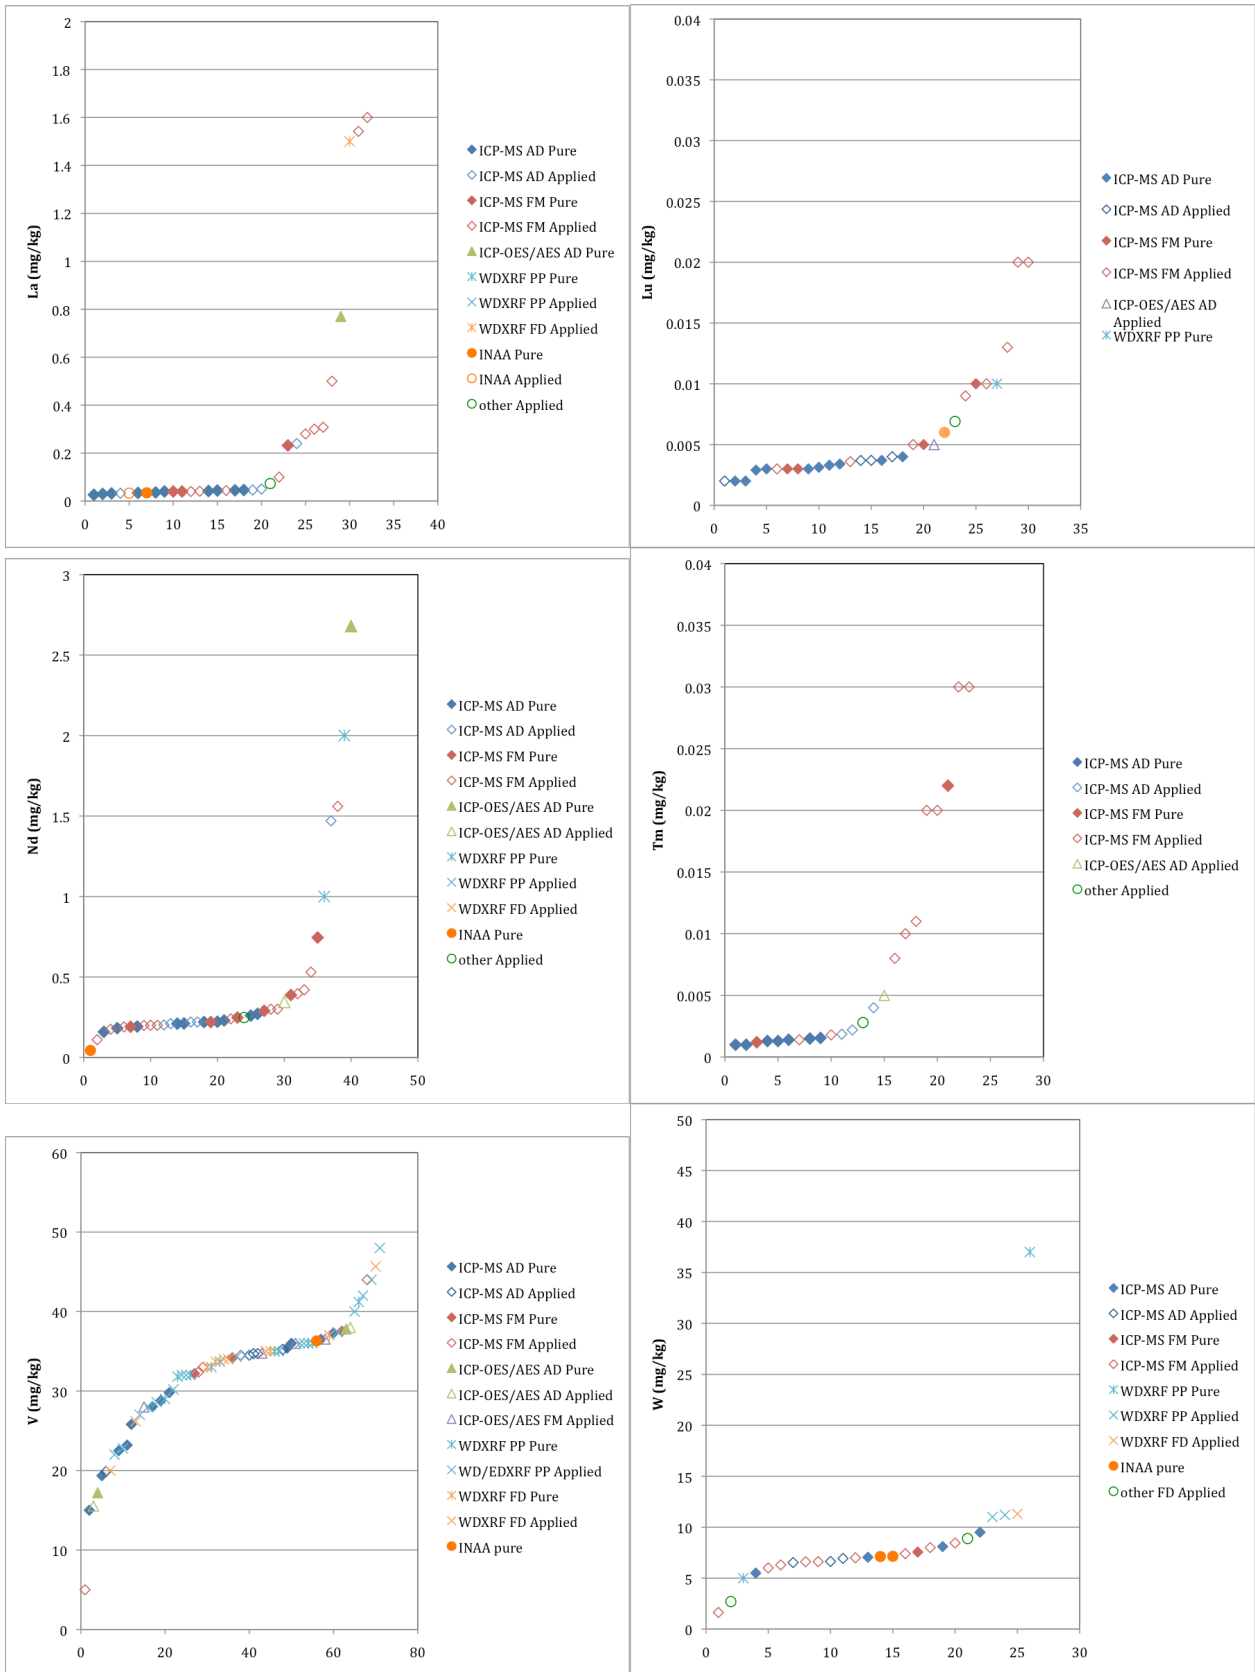 La (mg/kg)
2
1.8
1.6
1.4
1.2
1
0.8
0.6
0.4
0.2
0
0 5 10 15 20 25 30 35 40
ICP-MS AD Pure
ICP-MS AD Applied
ICP-MS FM Pure
ICP-MS FM Applied
ICP-OES/AES AD Pure
WDXRF PP Pure
WDXRF PP Applied
WDXRF FD Applied
INAA Pure
INAA Applied
other Applied
Lu (mg/kg)
0.04
0.035
0.03
0.025
0.02
0.015
0.01
0.005
0
0 5 10 15 20 25 30 35
ICP-MS AD Pure
ICP-MS AD Applied
ICP-MS FM Pure
ICP-MS FM Applied
ICP-OES/AES AD
Applied
WDXRF PP Pure
Nd (mg/kg)
3
2.5
2
1.5
1
0.5
0
0 10 20 30 40 50
ICP-MS AD Pure
ICP-MS AD Applied
ICP-MS FM Pure
ICP-MS FM Applied
ICP-OES/AES AD Pure
ICP-OES/AES AD Applied
WDXRF PP Pure
WDXRF PP Applied
WDXRF FD Applied
INAA Pure
other Applied
Tm (mg/kg)
0.04
0.035
0.03
0.025
0.02
0.015
0.01
0.005
0
0 5 10 15 20 25 30
ICP-MS AD Pure
ICP-MS AD Applied
ICP-MS FM Pure
ICP-MS FM Applied
ICP-OES/AES AD Applied
other Applied
V (mg/kg)
60
50
40
30
20
10
0
0 20 40 60 80
ICP-MS AD Pure
ICP-MS AD Applied
ICP-MS FM Pure
ICP-MS FM Applied
ICP-OES/AES AD Pure
ICP-OES/AES AD Applied
ICP-OES/AES FM Applied
WDXRF PP Pure
WD/EDXRF PP Applied
WDXRF FD Pure
WDXRF FD Applied
INAA pure
W (mg/kg)
50
45
40
35
30
25
20
15
10
5
0
0 5 10 15 20 25 30
ICP-MS AD Pure
ICP-MS AD Applied
ICP-MS FM Pure
ICP-MS FM Applied
WDXRF PP Pure
WDXRF PP Applied
WDXRF FD Applied
INAA pure
other FD Applied